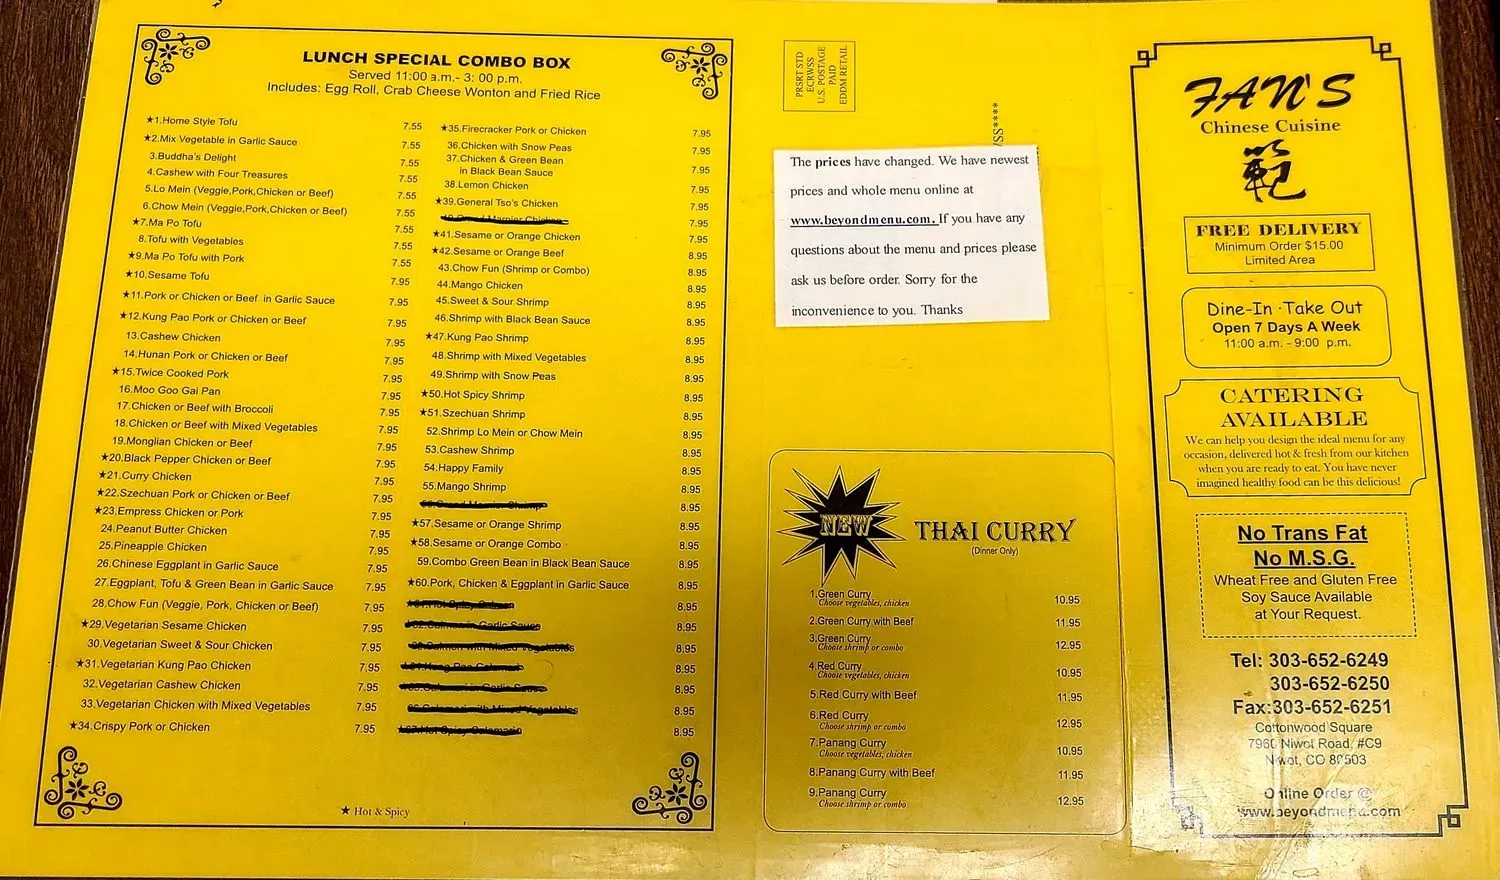 LUNCH SPECIAL COMBO BOX
Served 11:00 a.m.- 3: 00 p.m.
Includes: Egg Roll, Crab Cheese Wonton and Fried Rice
★1.Home Style Tofu 7.55
★2.Mix Vegetable in Garlic Sauce 7.55
3.Buddha's Delight 7.55
4.Cashew with Four Treasures 7.55
5.Lo Mein (Veggie,Pork,Chicken or Beef) 7.55
6.Chow Mein (Veggie,Pork,Chicken or Beef) 7.55
★7.Ma Po Tofu 7.55
8.Tofu with Vegetables 7.55
★9.Ma Po Tofu with Pork 7.55
★10.Sesame Tofu 7.95
★11.Pork or Chicken or Beef in Garlic Sauce 7.95
★12.Kung Pao Pork or Chicken or Beef 7.95
13.Cashew Chicken 7.95
14.Hunan Pork or Chicken or Beef 7.95
★15.Twice Cooked Pork 7.95
16.Moo Goo Gai Pan 7.95
17.Chicken or Beef with Broccoli 7.95
18.Chicken or Beef with Mixed Vegetables 7.95
19.Monglian Chicken or Beef 7.95
★20.Black Pepper Chicken or Beef 7.95
★21.Curry Chicken 7.95
★22.Szechuan Pork or Chicken or Beef 7.95
★23.Empress Chicken or Pork 7.95
24.Peanut Butter Chicken 7.95
25.Pineapple Chicken 7.95
26.Chinese Eggplant in Garlic Sauce 7.95
27.Eggplant, Tofu & Green Bean in Garlic Sauce 7.95
28.Chow Fun (Veggie, Pork, Chicken or Beef) 7.95
★29.Vegetarian Sesame Chicken 7.95
30.Vegetarian Sweet & Sour Chicken 7.95
★31.Vegetarian Kung Pao Chicken 7.95
32.Vegetarian Cashew Chicken 7.95
33.Vegetarian Chicken with Mixed Vegetables 7.95
★34.Crispy Pork or Chicken 7.95
★35.Firecracker Pork or Chicken 7.95
36.Chicken with Snow Peas 7.95
37.Chicken & Green Bean
in Black Bean Sauce 7.95
38.Lemon Chicken 7.95
★39.General Tso's Chicken 7.95
40.Grand Marnier Chicken 7.95
★41.Sesame or Orange Chicken 7.95
★42.Sesame or Orange Beef 8.95
43.Chow Fun (Shrimp or Combo) 8.95
44.Mango Chicken 8.95
45.Sweet & Sour Shrimp 8.95
46.Shrimp with Black Bean Sauce 8.95
★47.Kung Pao Shrimp 8.95
48.Shrimp with Mixed Vegetables 8.95
49.Shrimp with Snow Peas 8.95
★50.Hot Spicy Shrimp 8.95
★51.Szechuan Shrimp 8.95
52.Shrimp Lo Mein or Chow Mein 8.95
53.Cashew Shrimp 8.95
54.Happy Family 8.95
55.Mango Shrimp 8.95
56.Grand Marnier Shrimp 8.95
★57.Sesame or Orange Shrimp 8.95
★58.Sesame or Orange Combo 8.95
59.Combo Green Bean in Black Bean Sauce 8.95
★60.Pork, Chicken & Eggplant in Garlic Sauce 8.95
Hot Spicy Salmon 8.95
Salmon in Garlic Sauce 8.95
Salmon with Mixed Vegetables 8.95
Kung Pao Calamari 8.95
Calamari in Garlic Sauce 8.95
Calamari with Mixed Vegetables 8.95
Hot Spicy Calamari 8.95
★ Hot & Spicy
PRSRT STD
ECRWSS
U.S. POSTAGE
PAID
EDDM RETAIL
SS****
The prices have changed. We have newest
prices and whole menu online at
www.beyondmenu.com. If you have any
questions about the menu and prices please
ask us before order. Sorry for the
inconvenience to you. Thanks
NEW
THAI CURRY
(Dinner Only)
1.Green Curry 10.95
Choose vegetables, chicken
2.Green Curry with Beef 11.95
3.Green Curry 12.95
Choose shrimp or combo
4.Red Curry 10.95
Choose vegetables, chicken
5.Red Curry with Beef 11.95
6.Red Curry 12.95
Choose shrimp or combo
7.Panang Curry 10.95
Choose vegetables, chicken
8.Panang Curry with Beef 11.95
9.Panang Curry 12.95
Choose shrimp or combo
FAN'S
Chinese Cuisine
範
FREE DELIVERY
Minimum Order $15.00
Limited Area
Dine-In · Take Out
Open 7 Days A Week
11:00 a.m. - 9:00 p.m.
CATERING
AVAILABLE
We can help you design the ideal menu for any
occasion, delivered hot & fresh from our kitchen
when you are ready to eat. You have never
imagined healthy food can be this delicious!
No Trans Fat
No M.S.G.
Wheat Free and Gluten Free
Soy Sauce Available
at Your Request.
Tel: 303-652-6249
303-652-6250
Fax:303-652-6251
Cottonwood Square
7960 Niwot Road, #C9
Niwot, CO 80503
Online Order @
www.beyondmenu.com